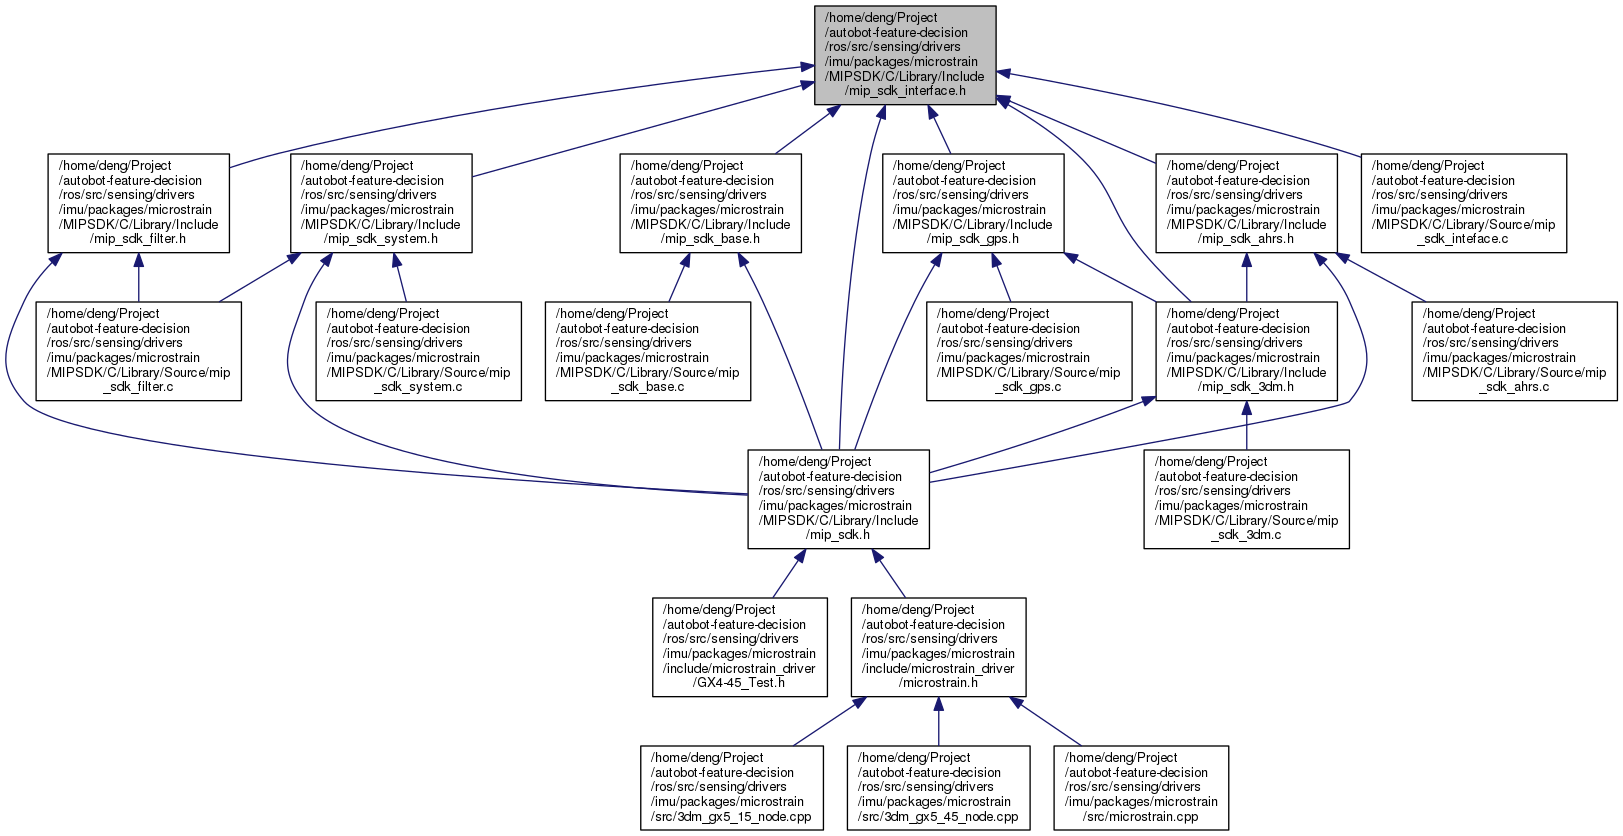 /home/deng/Project
/autobot-feature-decision
/ros/src/sensing/drivers
/imu/packages/microstrain
/MIPSDK/C/Library/Include
/mip_sdk_interface.h
/home/deng/Project
/autobot-feature-decision
/ros/src/sensing/drivers
/imu/packages/microstrain
/MIPSDK/C/Library/Include
/mip_sdk_filter.h
/home/deng/Project
/autobot-feature-decision
/ros/src/sensing/drivers
/imu/packages/microstrain
/MIPSDK/C/Library/Include
/mip_sdk_system.h
/home/deng/Project
/autobot-feature-decision
/ros/src/sensing/drivers
/imu/packages/microstrain
/MIPSDK/C/Library/Include
/mip_sdk_base.h
/home/deng/Project
/autobot-feature-decision
/ros/src/sensing/drivers
/imu/packages/microstrain
/MIPSDK/C/Library/Include
/mip_sdk_gps.h
/home/deng/Project
/autobot-feature-decision
/ros/src/sensing/drivers
/imu/packages/microstrain
/MIPSDK/C/Library/Include
/mip_sdk_ahrs.h
/home/deng/Project
/autobot-feature-decision
/ros/src/sensing/drivers
/imu/packages/microstrain
/MIPSDK/C/Library/Source/mip
_sdk_inteface.c
/home/deng/Project
/autobot-feature-decision
/ros/src/sensing/drivers
/imu/packages/microstrain
/MIPSDK/C/Library/Source/mip
_sdk_filter.c
/home/deng/Project
/autobot-feature-decision
/ros/src/sensing/drivers
/imu/packages/microstrain
/MIPSDK/C/Library/Source/mip
_sdk_system.c
/home/deng/Project
/autobot-feature-decision
/ros/src/sensing/drivers
/imu/packages/microstrain
/MIPSDK/C/Library/Source/mip
_sdk_base.c
/home/deng/Project
/autobot-feature-decision
/ros/src/sensing/drivers
/imu/packages/microstrain
/MIPSDK/C/Library/Source/mip
_sdk_gps.c
/home/deng/Project
/autobot-feature-decision
/ros/src/sensing/drivers
/imu/packages/microstrain
/MIPSDK/C/Library/Include
/mip_sdk_3dm.h
/home/deng/Project
/autobot-feature-decision
/ros/src/sensing/drivers
/imu/packages/microstrain
/MIPSDK/C/Library/Source/mip
_sdk_ahrs.c
/home/deng/Project
/autobot-feature-decision
/ros/src/sensing/drivers
/imu/packages/microstrain
/MIPSDK/C/Library/Include
/mip_sdk.h
/home/deng/Project
/autobot-feature-decision
/ros/src/sensing/drivers
/imu/packages/microstrain
/MIPSDK/C/Library/Source/mip
_sdk_3dm.c
/home/deng/Project
/autobot-feature-decision
/ros/src/sensing/drivers
/imu/packages/microstrain
/include/microstrain_driver
/GX4-45_Test.h
/home/deng/Project
/autobot-feature-decision
/ros/src/sensing/drivers
/imu/packages/microstrain
/include/microstrain_driver
/microstrain.h
/home/deng/Project
/autobot-feature-decision
/ros/src/sensing/drivers
/imu/packages/microstrain
/src/3dm_gx5_15_node.cpp
/home/deng/Project
/autobot-feature-decision
/ros/src/sensing/drivers
/imu/packages/microstrain
/src/3dm_gx5_45_node.cpp
/home/deng/Project
/autobot-feature-decision
/ros/src/sensing/drivers
/imu/packages/microstrain
/src/microstrain.cpp